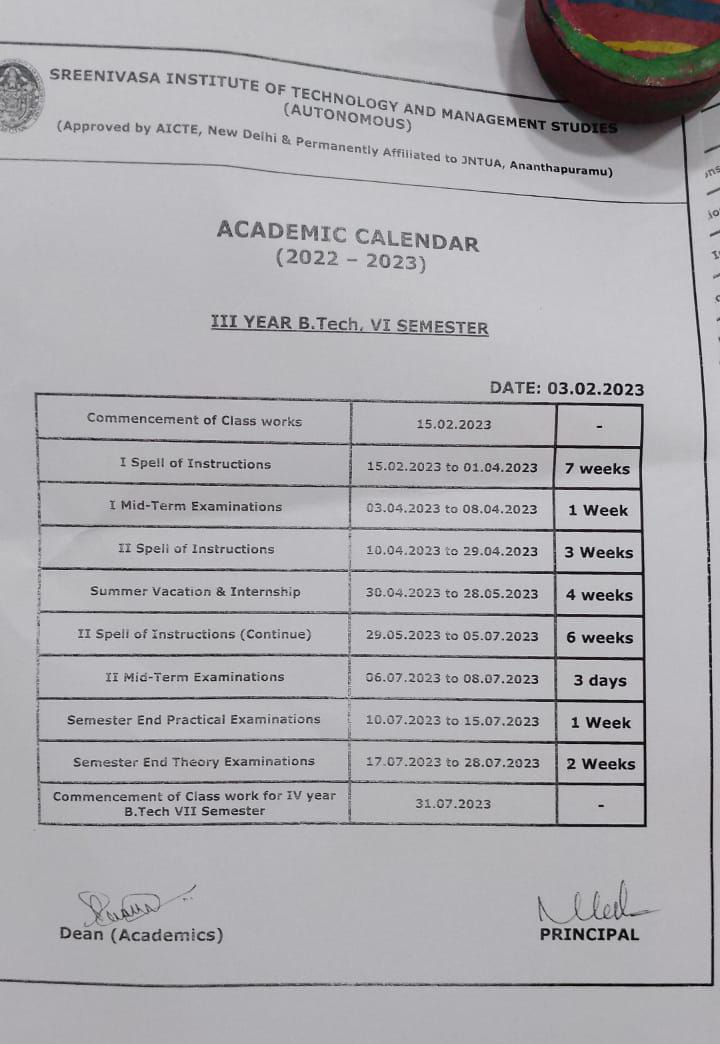 SREENIVASA INSTITUTE OF TECHNOLOGY AND MANAGEMENT STUDIES
(AUTONOMOUS)
(Approved by AICTE, New Delhi & Permanently Affiliated to JNTUA, Ananthapuramu)
ACADEMIC CALENDAR
(2022 – 2023)
III YEAR B.Tech, VI SEMESTER
DATE: 03.02.2023
Commencement of Class works 15.02.2023 -
I Spell of Instructions 15.02.2023 to 01.04.2023 7 weeks
I Mid-Term Examinations 03.04.2023 to 08.04.2023 1 Week
II Spell of Instructions 10.04.2023 to 29.04.2023 3 Weeks
Summer Vacation & Internship 30.04.2023 to 28.05.2023 4 weeks
II Spell of Instructions (Continue) 29.05.2023 to 05.07.2023 6 weeks
II Mid-Term Examinations 06.07.2023 to 08.07.2023 3 days
Semester End Practical Examinations 10.07.2023 to 15.07.2023 1 Week
Semester End Theory Examinations 17.07.2023 to 28.07.2023 2 Weeks
Commencement of Class work for IV year
B.Tech VII Semester 31.07.2023 -
Dean (Academics)
PRINCIPAL